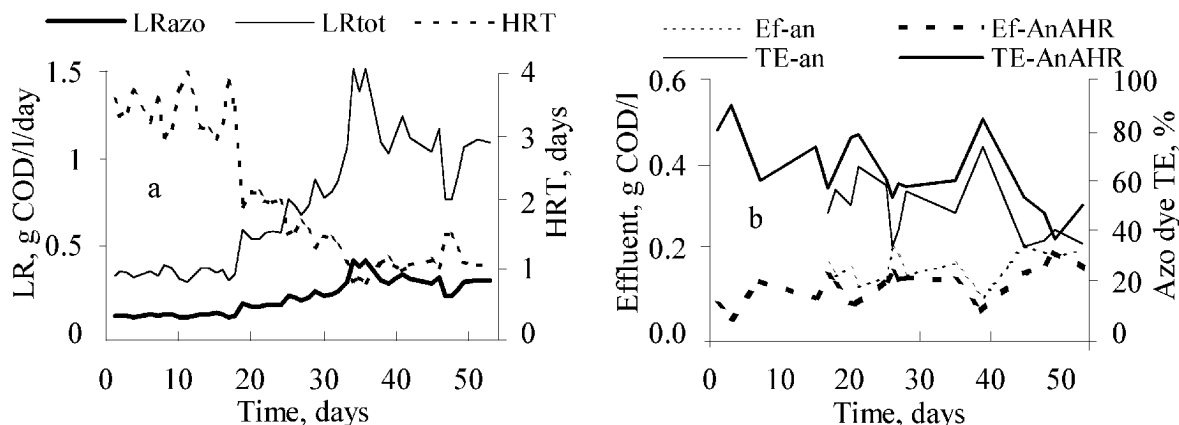 LRazo LRtot HRT
1.5
1
0.5
0
LR, g COD/l/day
a
4
3
2
1
0
HRT, days
0 10 20 30 40 50
Time, days
Ef-an Ef-AnAHR
TE-an TE-AnAHR
0.6
0.4
0.2
0.0
Effluent, g COD/l
b
100
80
60
40
20
0
Azo dye TE, %
0 10 20 30 40 50
Time, days